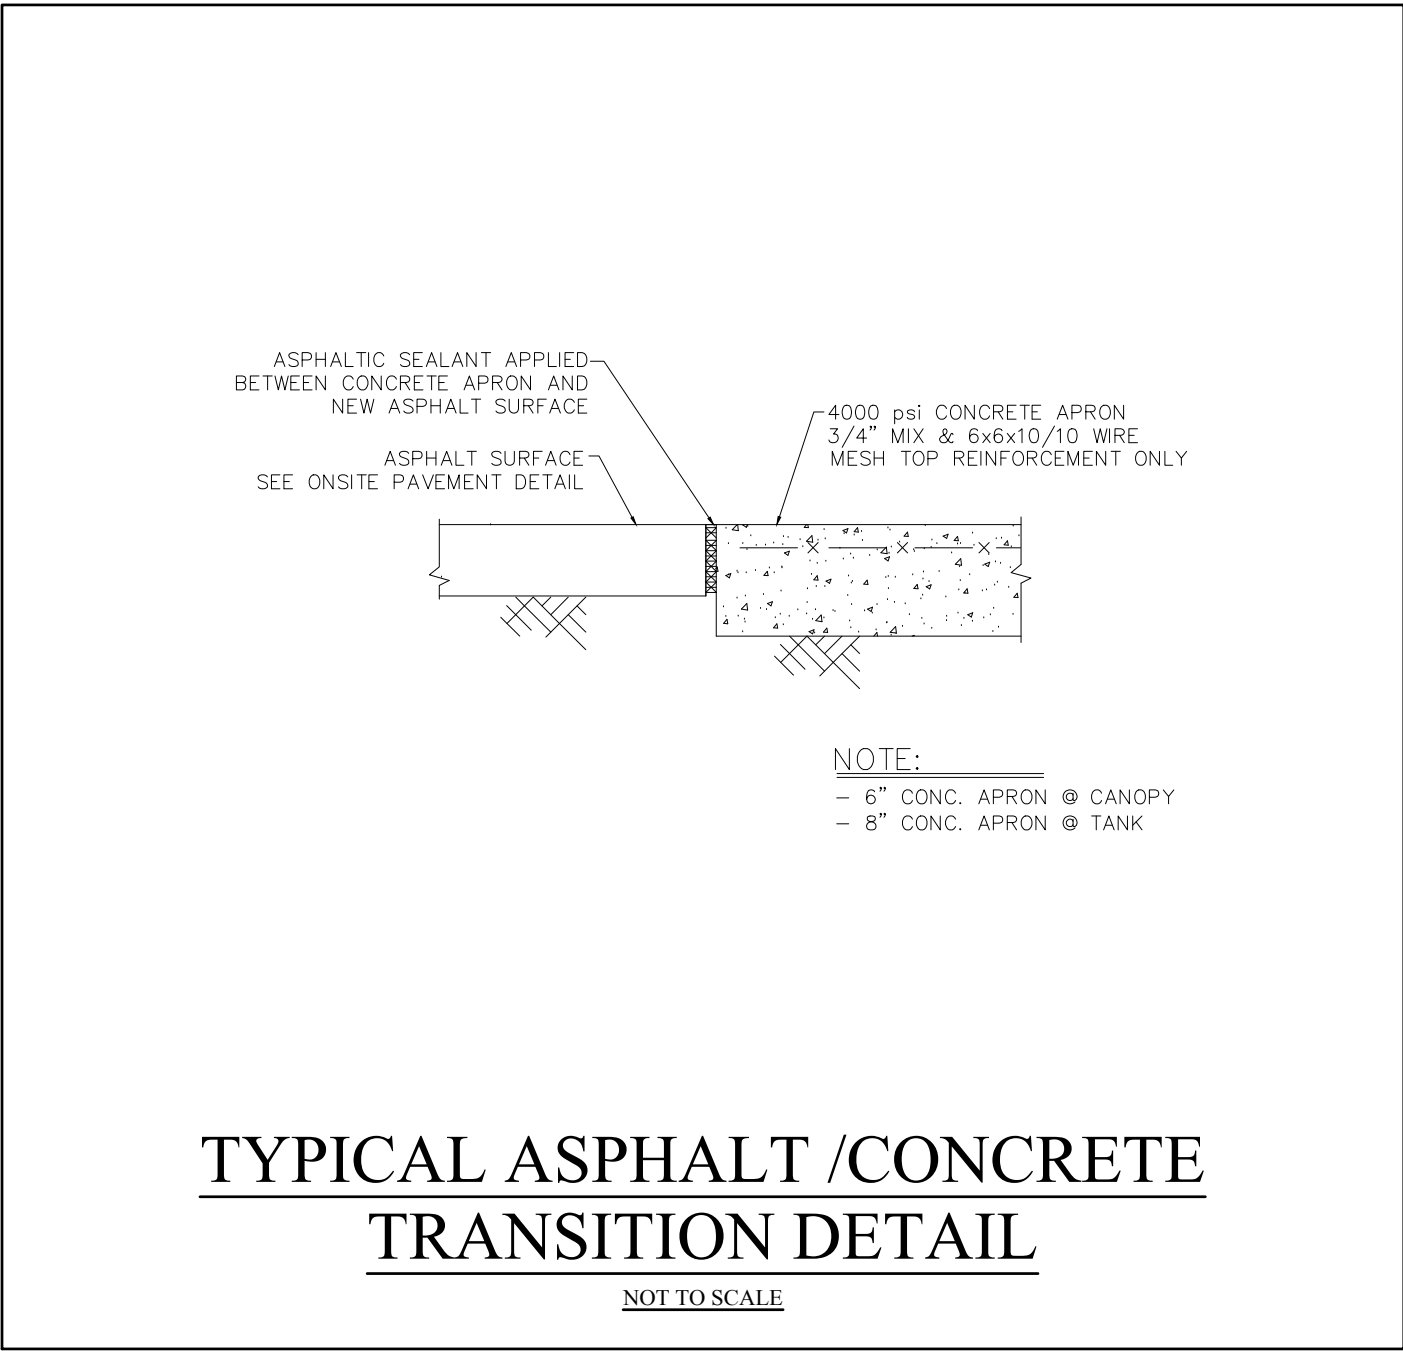 ASPHALTIC SEALANT APPLIED
BETWEEN CONCRETE APRON AND
NEW ASPHALT SURFACE
ASPHALT SURFACE
SEE ONSITE PAVEMENT DETAIL
4000 psi CONCRETE APRON
3/4" MIX & 6x6x10/10 WIRE
MESH TOP REINFORCEMENT ONLY
NOTE:
– 6" CONC. APRON @ CANOPY
– 8" CONC. APRON @ TANK
TYPICAL ASPHALT /CONCRETE
TRANSITION DETAIL
NOT TO SCALE